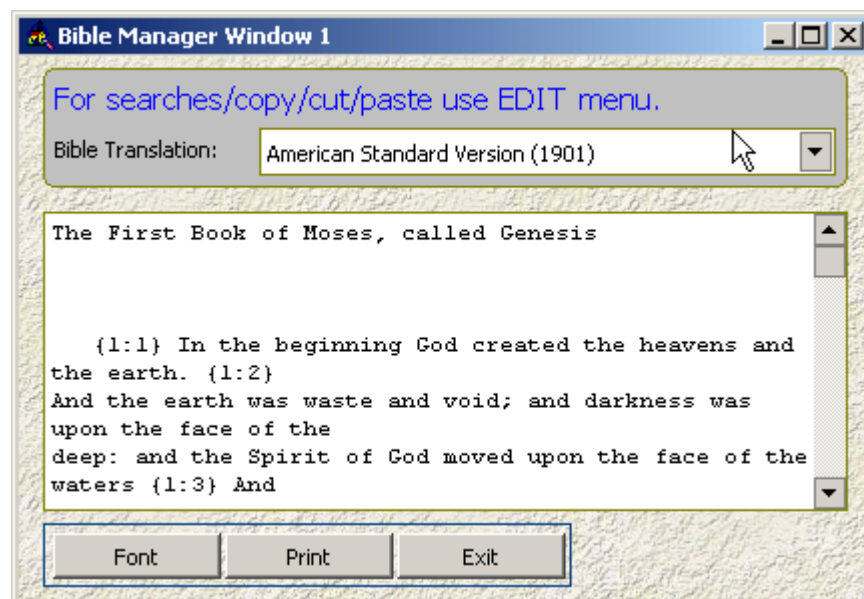 Bible Manager Window 1
For searches/copy/cut/paste use EDIT menu.
Bible Translation:
American Standard Version (1901)
The First Book of Moses, called Genesis
{1:1} In the beginning God created the heavens and
the earth. {1:2}
And the earth was waste and void; and darkness was
upon the face of the
deep: and the Spirit of God moved upon the face of the
waters {1:3} And
Font
Print
Exit